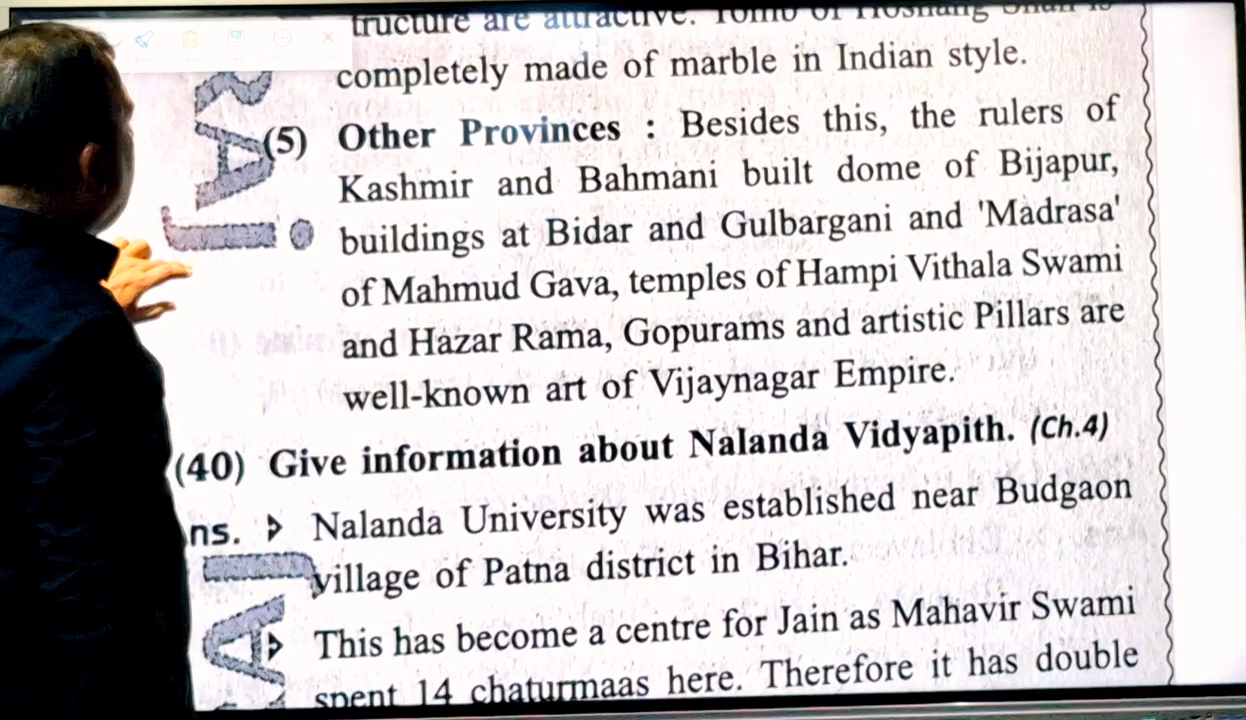 tructure are attractive. Tomb of Hoshang Shah is
completely made of marble in Indian style.
(5) Other Provinces : Besides this, the rulers of
Kashmir and Bahmani built dome of Bijapur,
buildings at Bidar and Gulbargani and 'Madrasa'
of Mahmud Gava, temples of Hampi Vithala Swami
and Hazar Rama, Gopurams and artistic Pillars are
well-known art of Vijaynagar Empire.
(40) Give information about Nalanda Vidyapith. (Ch.4)
ns. Nalanda University was established near Budgaon
village of Patna district in Bihar.
This has become a centre for Jain as Mahavir Swami
spent 14 chaturmaas here. Therefore it has double